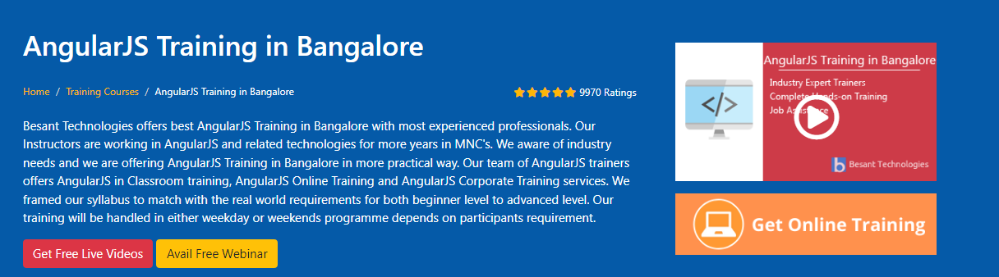 AngularJS Training in Bangalore
Home / Training Courses / AngularJS Training in Bangalore
9970 Ratings
Besant Technologies offers best AngularJS Training in Bangalore with most experienced professionals. Our
Instructors are working in AngularJS and related technologies for more years in MNC's. We aware of industry
needs and we are offering AngularJS Training in Bangalore in more practical way. Our team of AngularJS trainers
offers AngularJS in Classroom training, AngularJS Online Training and AngularJS Corporate Training services. We
framed our syllabus to match with the real world requirements for both beginner level to advanced level. Our
training will be handled in either weekday or weekends programme depends on participants requirement.
Get Free Live Videos
Avail Free Webinar
AngularJS Training in Bangalore
Industry Expert Trainers
Complete Hands-on Training
Job Assistance
</>
b Besant Technologies
Get Online Training